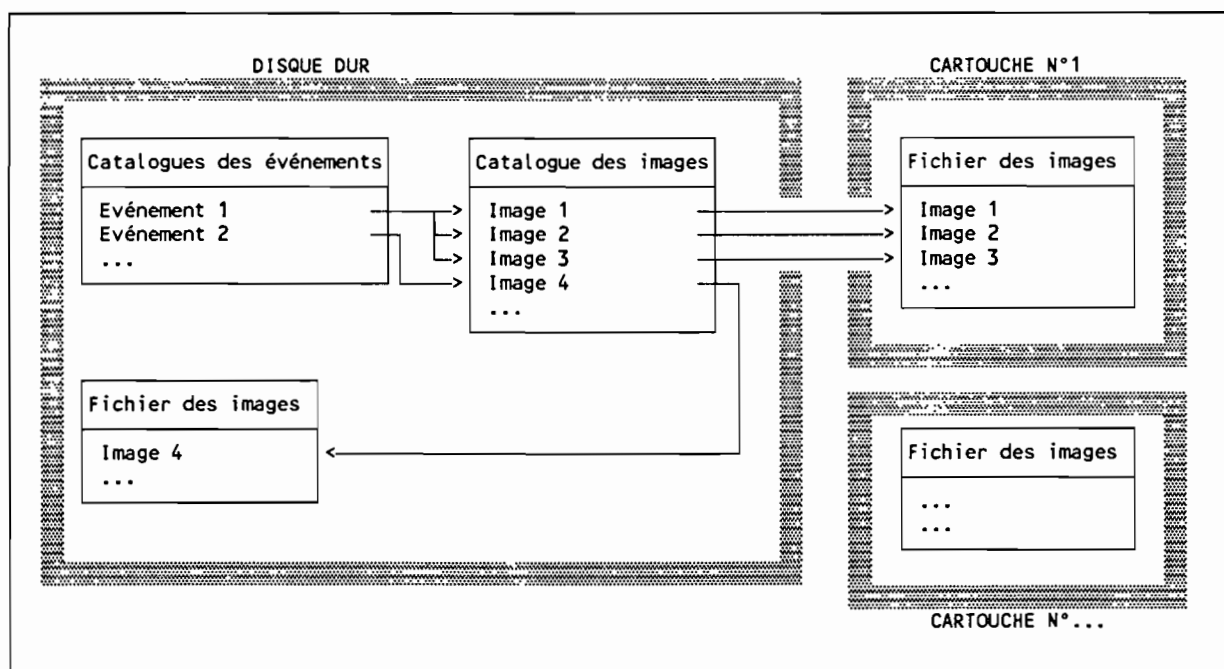 DISQUE DUR
Catalogues des événements
Evénement 1
Evénement 2
...
Catalogue des images
Image 1
Image 2
Image 3
Image 4
...
Fichier des images
Image 4
...
CARTOUCHE N°1
Fichier des images
Image 1
Image 2
Image 3
...
Fichier des images
...
...
CARTOUCHE N°...